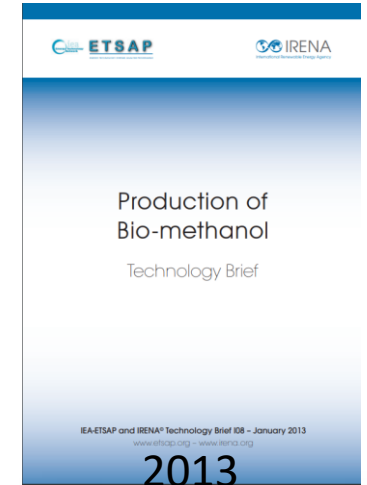 iea ETSAP
IRENA
International Renewable Energy Agency
Production of
Bio-methanol
Technology Brief
IEA-ETSAP and IRENA© Technology Brief I08 – January 2013
www.etsap.org – www.irena.org
2013